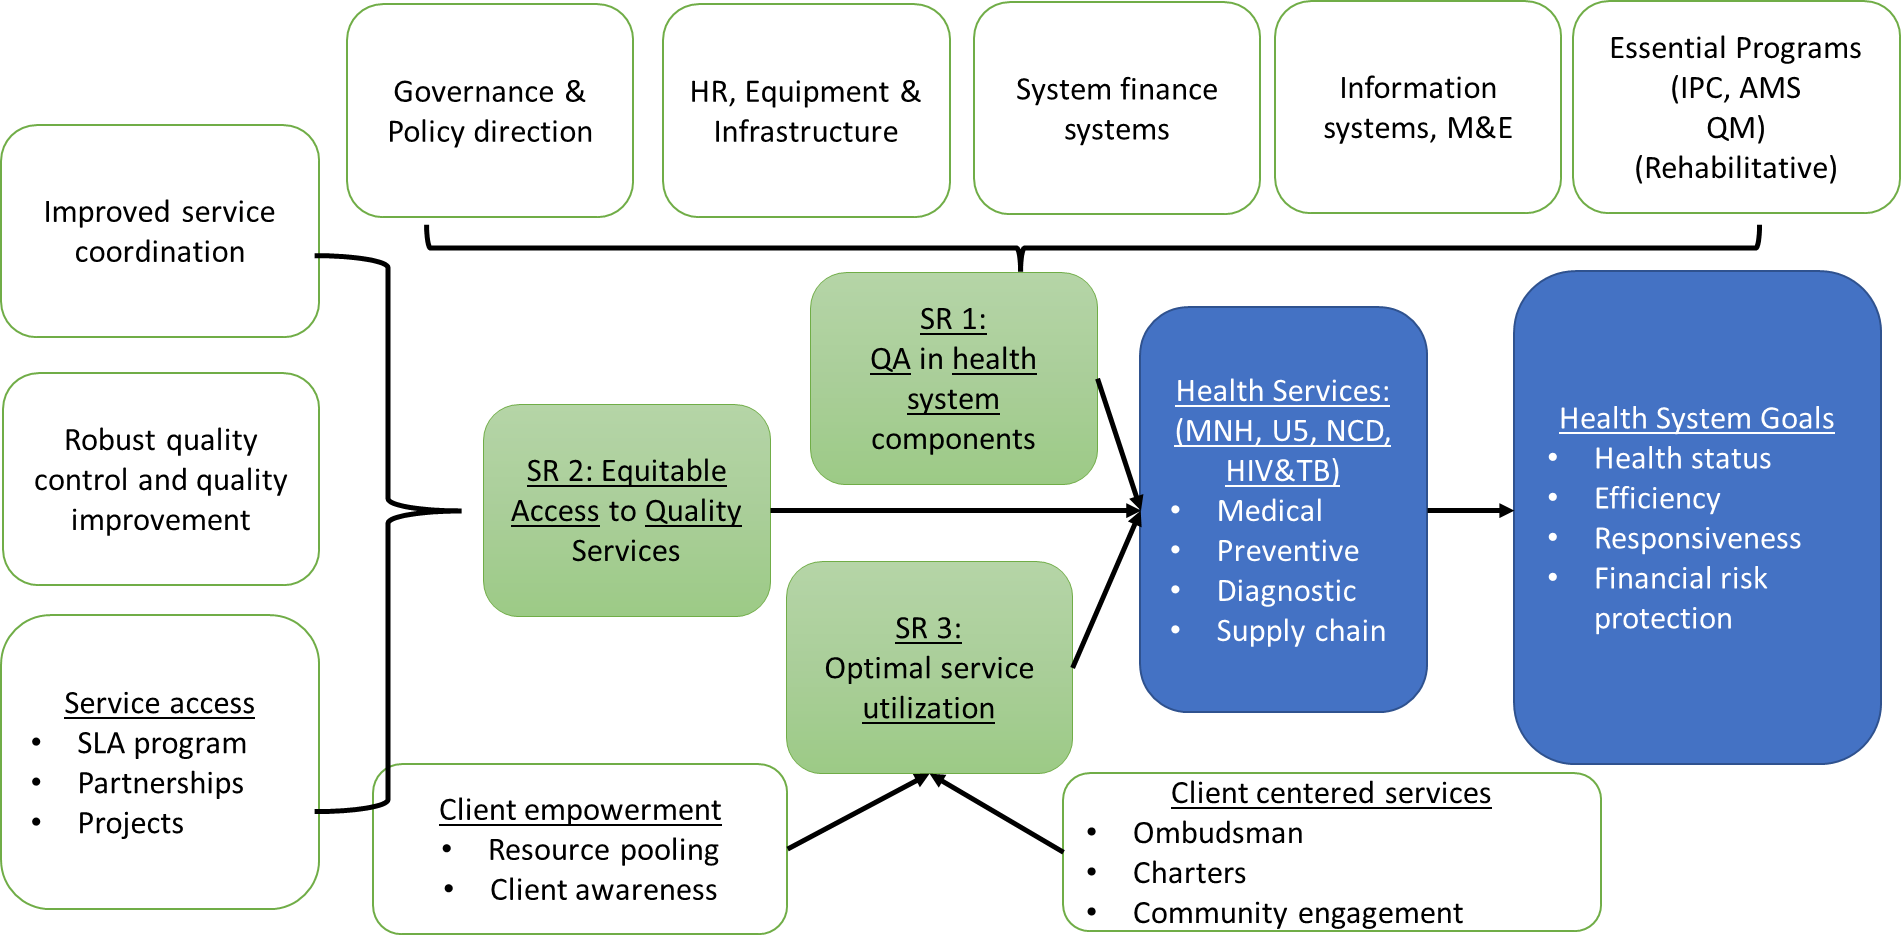 Governance &
Policy direction
HR, Equipment &
Infrastructure
System finance
systems
Information
systems, M&E
Essential Programs
(IPC, AMS
QM)
(Rehabilitative)
Improved service
coordination
Robust quality
control and quality
improvement
Service access
• SLA program
• Partnerships
• Projects
SR 2: Equitable
Access to Quality
Services
SR 1:
QA in health
system
components
SR 3:
Optimal service
utilization
Client empowerment
• Resource pooling
• Client awareness
Client centered services
• Ombudsman
• Charters
• Community engagement
Health Services:
(MNH, U5, NCD,
HIV&TB)
• Medical
• Preventive
• Diagnostic
• Supply chain
Health System Goals
• Health status
• Efficiency
• Responsiveness
• Financial risk
protection